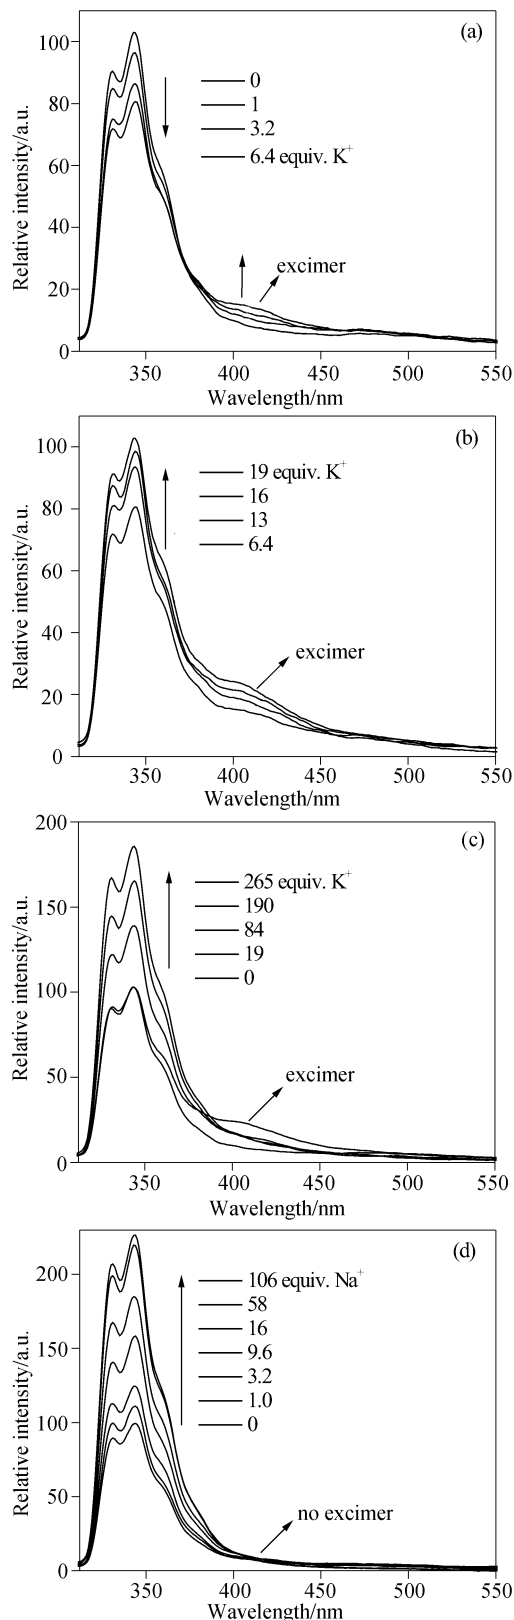 (a)
100
80
60
40
20
0
Relative intensity/a.u.
0
1
3.2
6.4 equiv. K⁺
excimer
350 400 450 500 550
Wavelength/nm
(b)
100
80
60
40
20
0
Relative intensity/a.u.
19 equiv. K⁺
16
13
6.4
excimer
350 400 450 500 550
Wavelength/nm
(c)
200
150
100
50
0
Relative intensity/a.u.
265 equiv. K⁺
190
84
19
0
excimer
350 400 450 500 550
Wavelength/nm
(d)
200
150
100
50
0
Relative intensity/a.u.
106 equiv. Na⁺
58
16
9.6
3.2
1.0
0
no excimer
350 400 450 500 550
Wavelength/nm